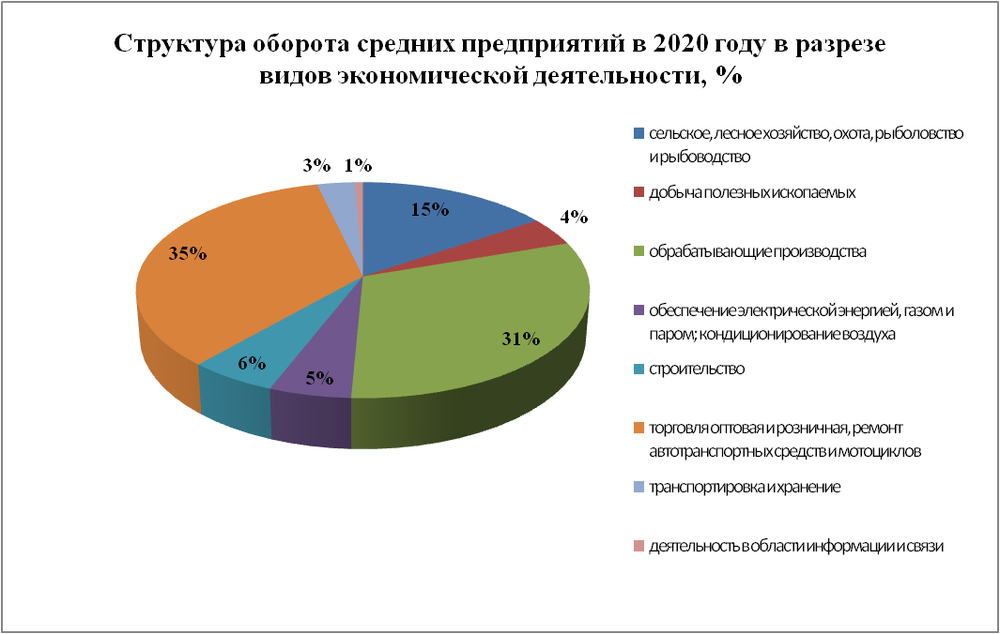 Структура оборота средних предприятий в 2020 году в разрезе
видов экономической деятельности, %
3%
1%
15%
4%
35%
31%
6%
5%
сельское, лесное хозяйство, охота, рыболовство
и рыбоводство
добыча полезных ископаемых
обрабатывающие производства
обеспечение электрической энергией, газом и
паром; кондиционирование воздуха
строительство
торговля оптовая и розничная, ремонт
автотранспортных средств и мотоциклов
транспортировка и хранение
деятельность в области информации и связи